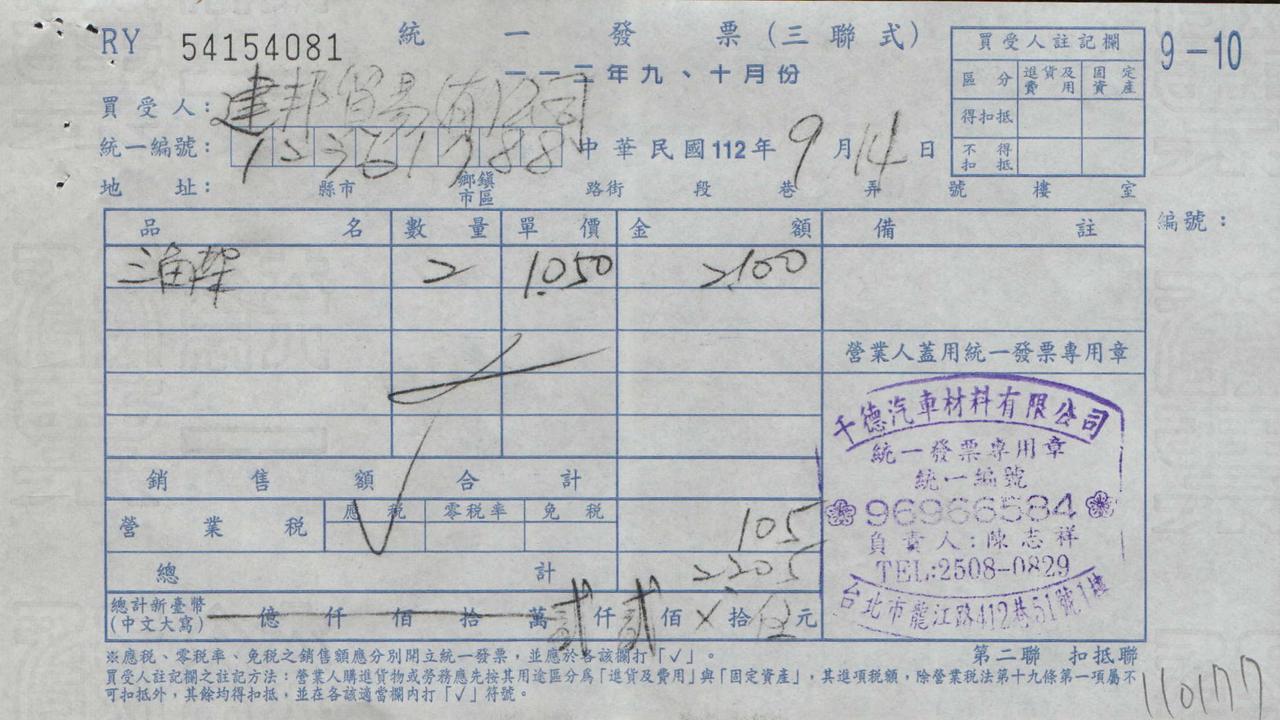 RY 54154081 統一發票(三聯式) 9-10
一一二年九、十月份
買受人:建邦貿易有限公司
統一編號: 中華民國112年9月14日
地址: 縣市 鄉鎮市區 路街 段 巷 弄 號 樓 室
買受人註記欄
區分 進貨及費用 固定資產
得扣抵
不得扣抵
編號:
品名 數量 單價 金額 備註
三角架 2 1,050 2,100
營業人蓋用統一發票專用章
銷售額合計
營業稅 應稅 零稅率 免稅 105
√
總計 2205
總計新臺幣(中文大寫) 億 仟 佰 拾 萬 貳仟 貳佰 X拾 伍元
千德汽車材料有限公司
統一發票專用章
統一編號
96966584
負責人:陳志祥
TEL:2508-0829
台北市龍江路412巷51號1樓
※應稅、零稅率、免稅之銷售額應分別開立統一發票,並應於各該欄打「√」。
第二聯 扣抵聯
買受人註記欄之註記方法:營業人購進貨物或勞務應先按其用途區分為「進貨及費用」與「固定資產」,其進項稅額,除營業稅法第十九條第一項屬不
可扣抵外,其餘均得扣抵,並在各該適當欄內打「√」符號。
110177